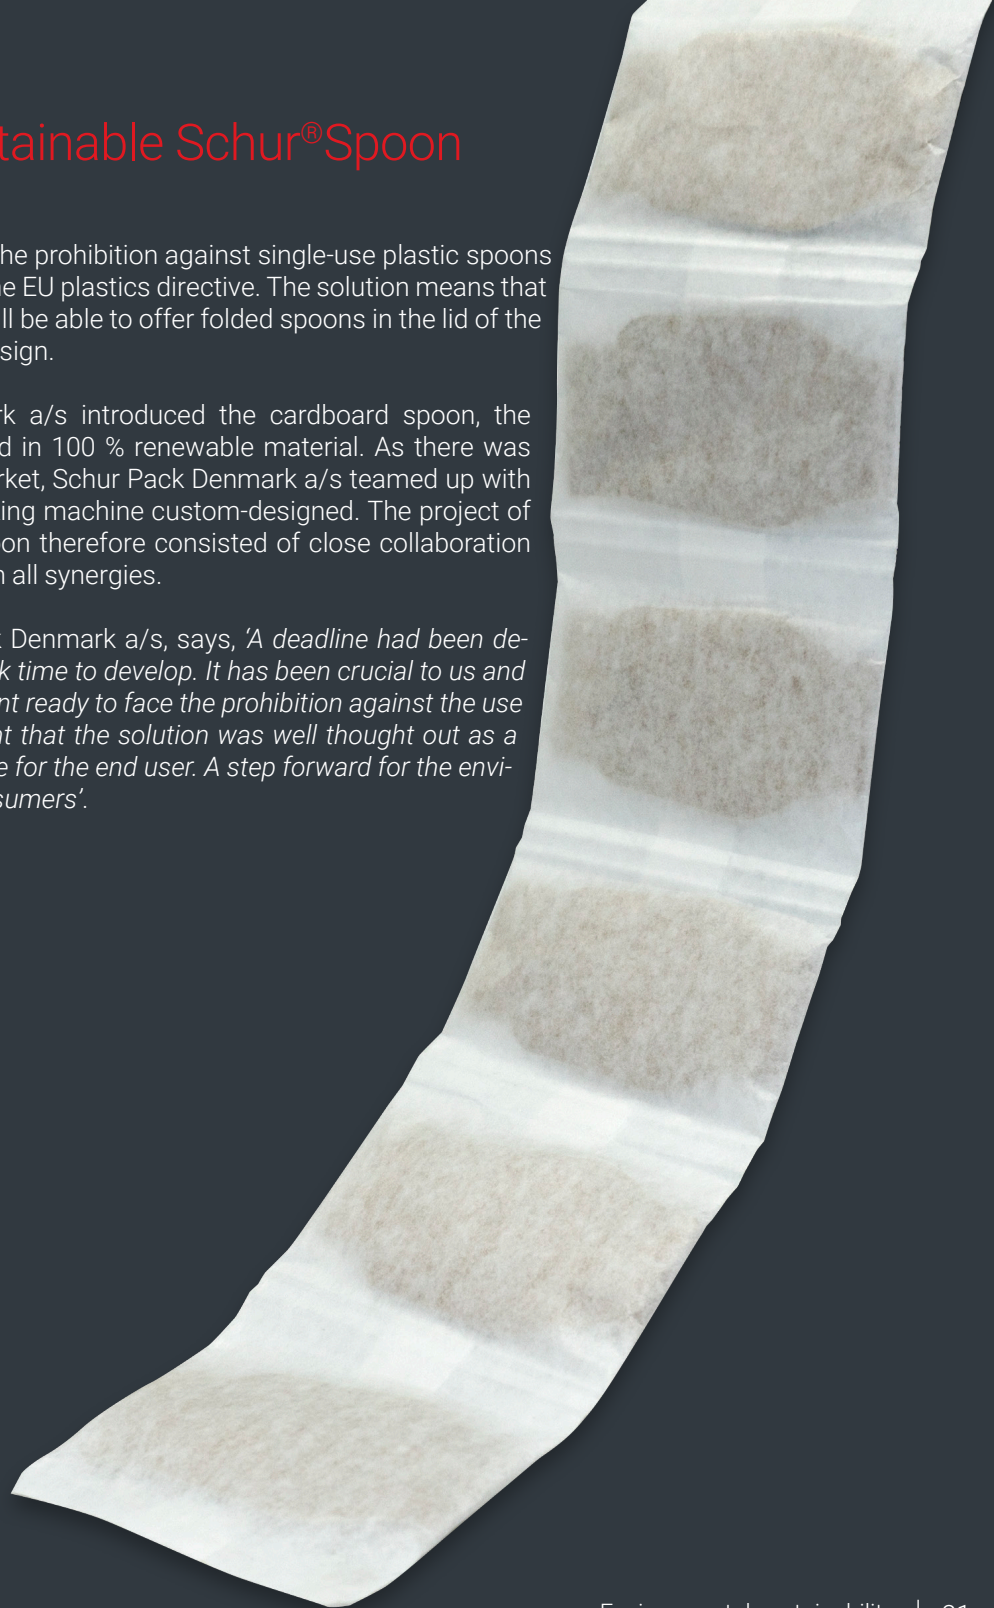 tainable Schur®Spoon
he prohibition against single-use plastic spoons
e EU plastics directive. The solution means that
ll be able to offer folded spoons in the lid of the
sign.
rk a/s introduced the cardboard spoon, the
d in 100 % renewable material. As there was
rket, Schur Pack Denmark a/s teamed up with
ing machine custom-designed. The project of
oon therefore consisted of close collaboration
n all synergies.
k Denmark a/s, says, ‘A deadline had been de-
k time to develop. It has been crucial to us and
nt ready to face the prohibition against the use
nt that the solution was well thought out as a
e for the end user. A step forward for the envi-
sumers’.